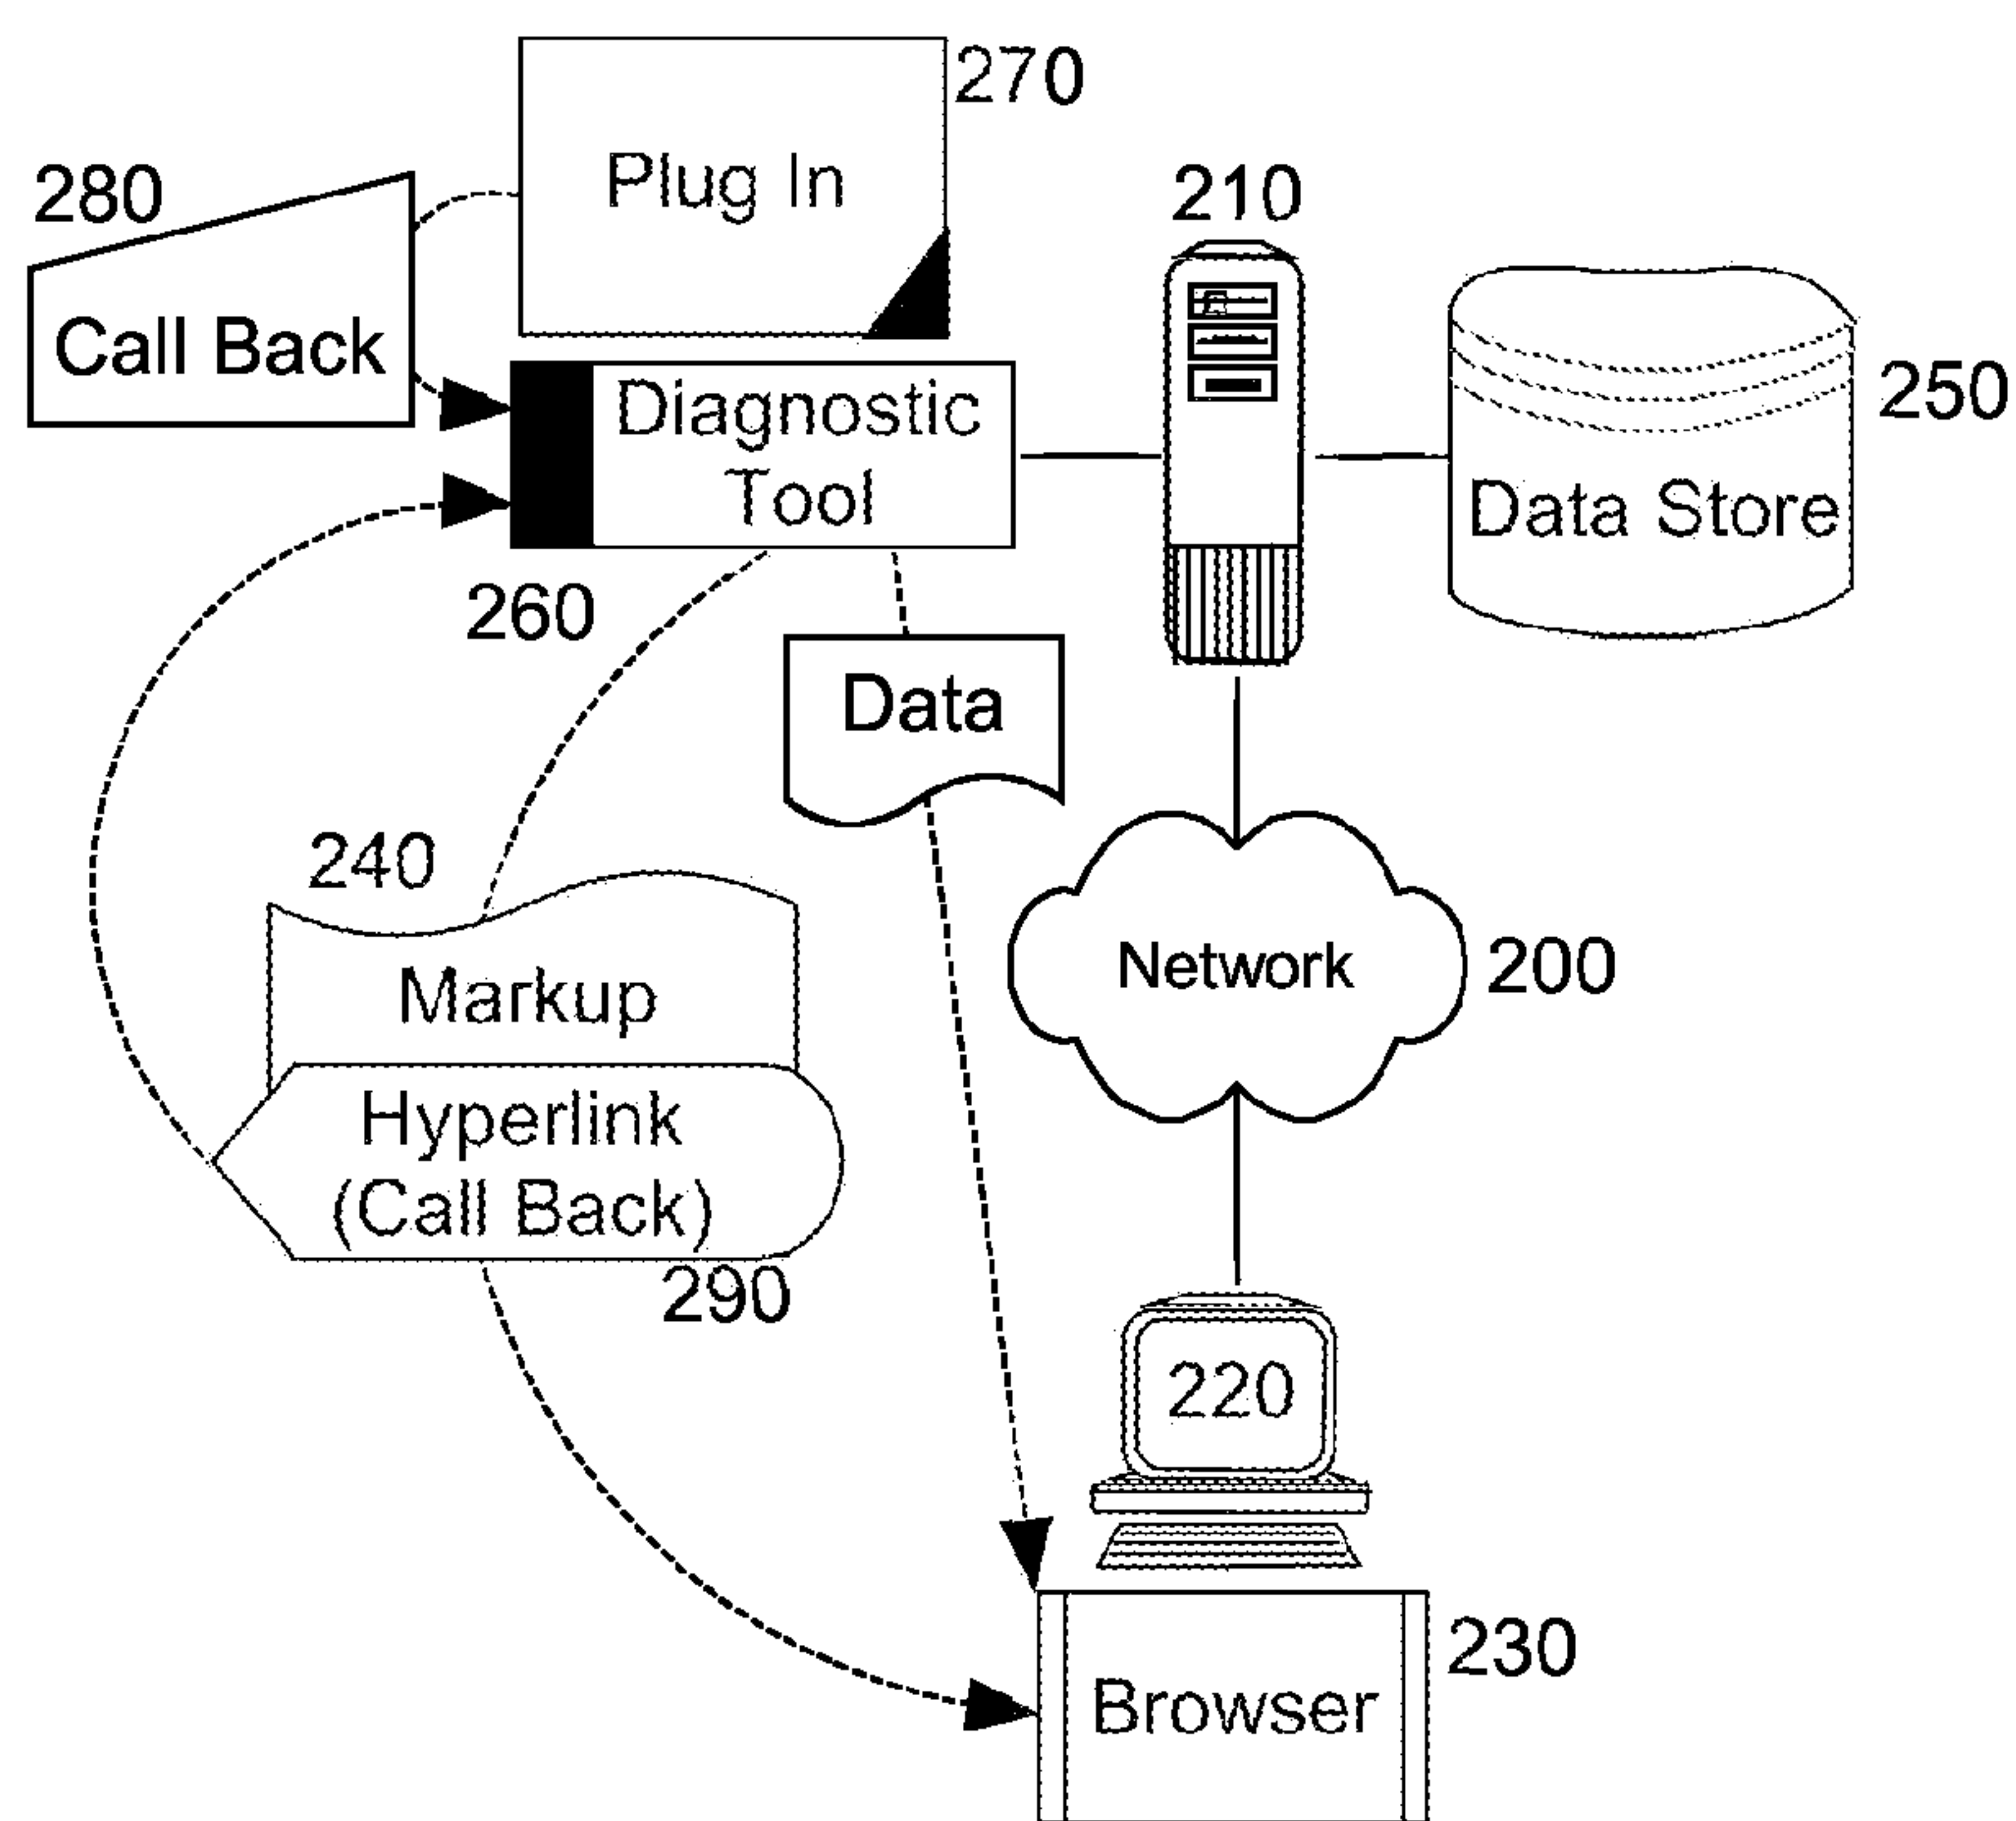 270
Plug In
280
210
Call Back
Diagnostic
Tool
250
Data Store
260
Data
240
Markup
Network
200
Hyperlink
(Call Back)
290
220
230
Browser